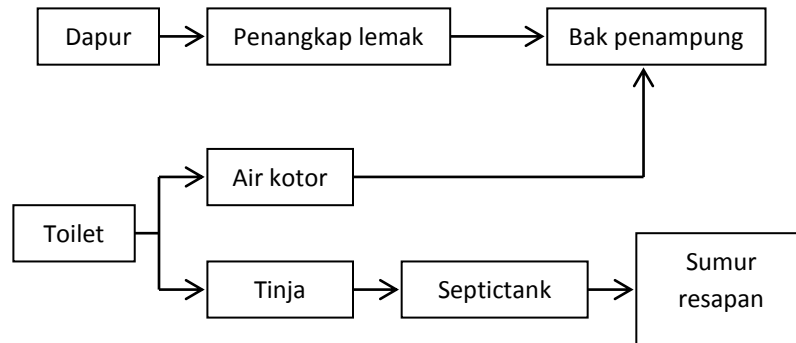 Dapur
Penangkap lemak
Bak penampung
Air kotor
Toilet
Tinja
Septictank
Sumur
resapan